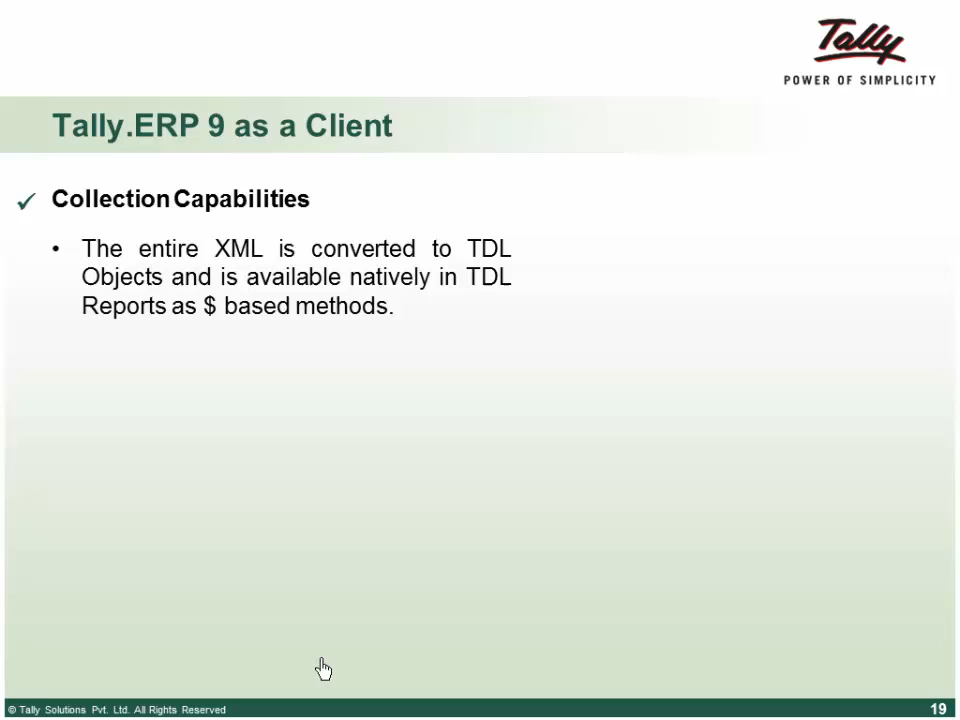 Tally
POWER OF SIMPLICITY
Tally.ERP 9 as a Client
Collection Capabilities
• The entire XML is converted to TDL
Objects and is available natively in TDL
Reports as $ based methods.
© Tally Solutions Pvt. Ltd. All Rights Reserved
19